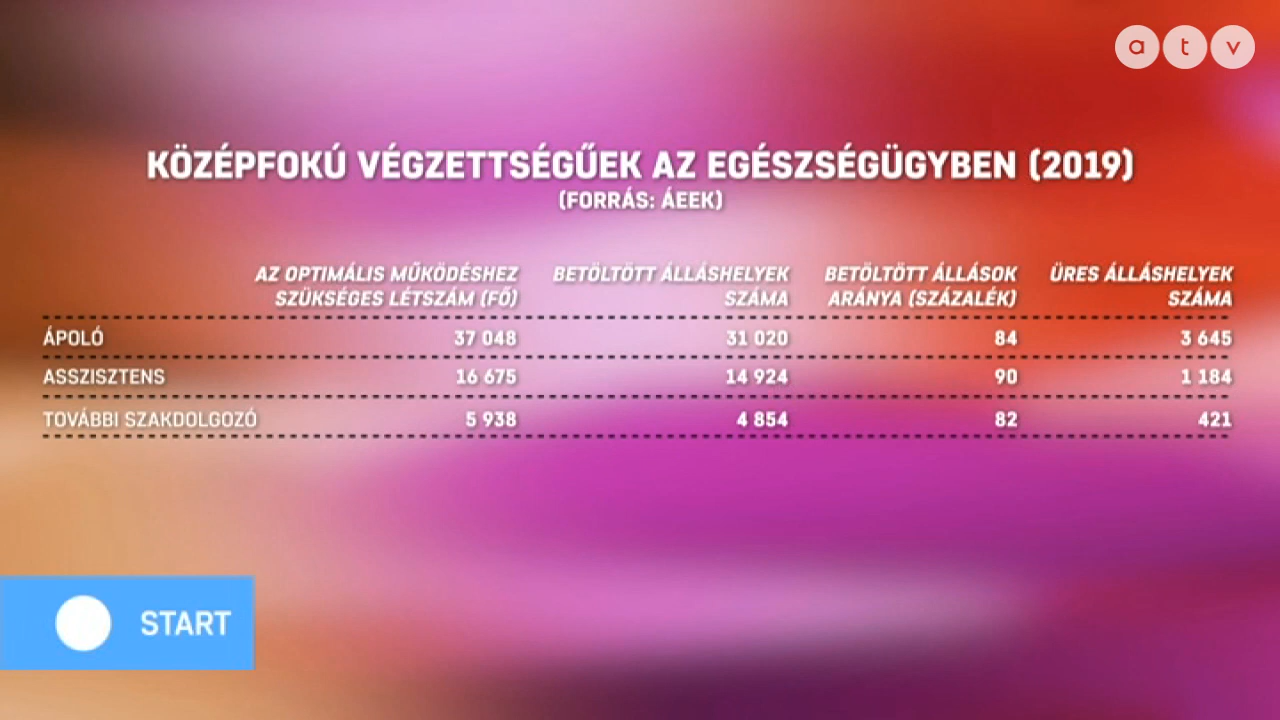 atv
KÖZÉPFOKÚ VÉGZETTSÉGŰEK AZ EGÉSZSÉGÜGYBEN (2019)
(FORRÁS: ÁEEK)
AZ OPTIMÁLIS MŰKÖDÉSHEZ BETÖLTÖTT ÁLLÁSHELYEK BETÖLTÖTT ÁLLÁSOK ÜRES ÁLLÁSHELYEK
SZÜKSÉGES LÉTSZÁM (FŐ) SZÁMA ARÁNYA (SZÁZALÉK) SZÁMA
ÁPOLÓ 37 048 31 020 84 3 645
ASSZISZTENS 16 675 14 924 90 1 184
TOVÁBBI SZAKDOLGOZÓ 5 938 4 854 82 421
START